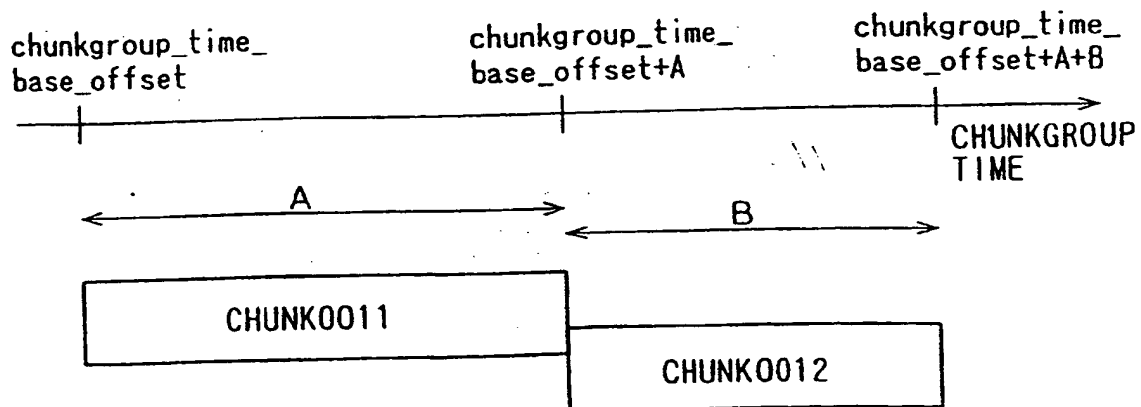 chunkgroup_time_
base_offset
chunkgroup_time_
base_offset+A
chunkgroup_time_
base_offset+A+B
CHUNKGROUP
TIME
A
B
CHUNK0011
CHUNK0012